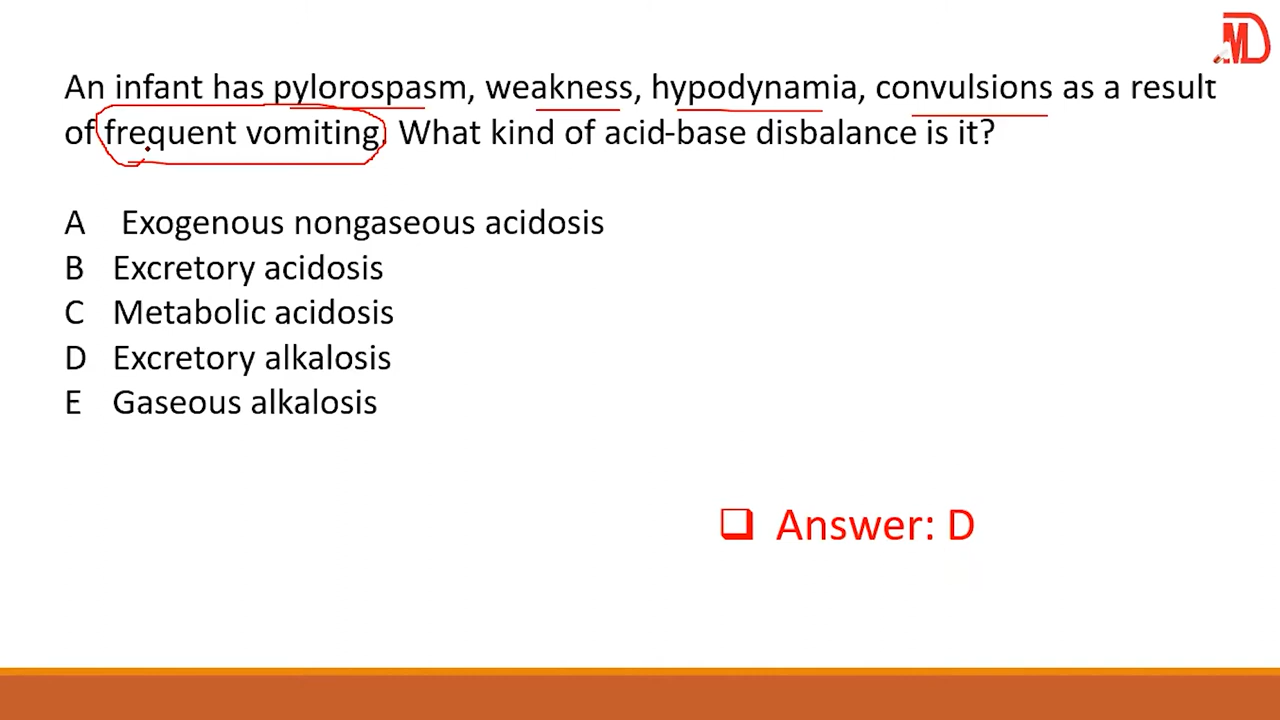 MD
An infant has pylorospasm, weakness, hypodynamia, convulsions as a result
of frequent vomiting. What kind of acid-base disbalance is it?
A Exogenous nongaseous acidosis
B Excretory acidosis
C Metabolic acidosis
D Excretory alkalosis
E Gaseous alkalosis
Answer: D